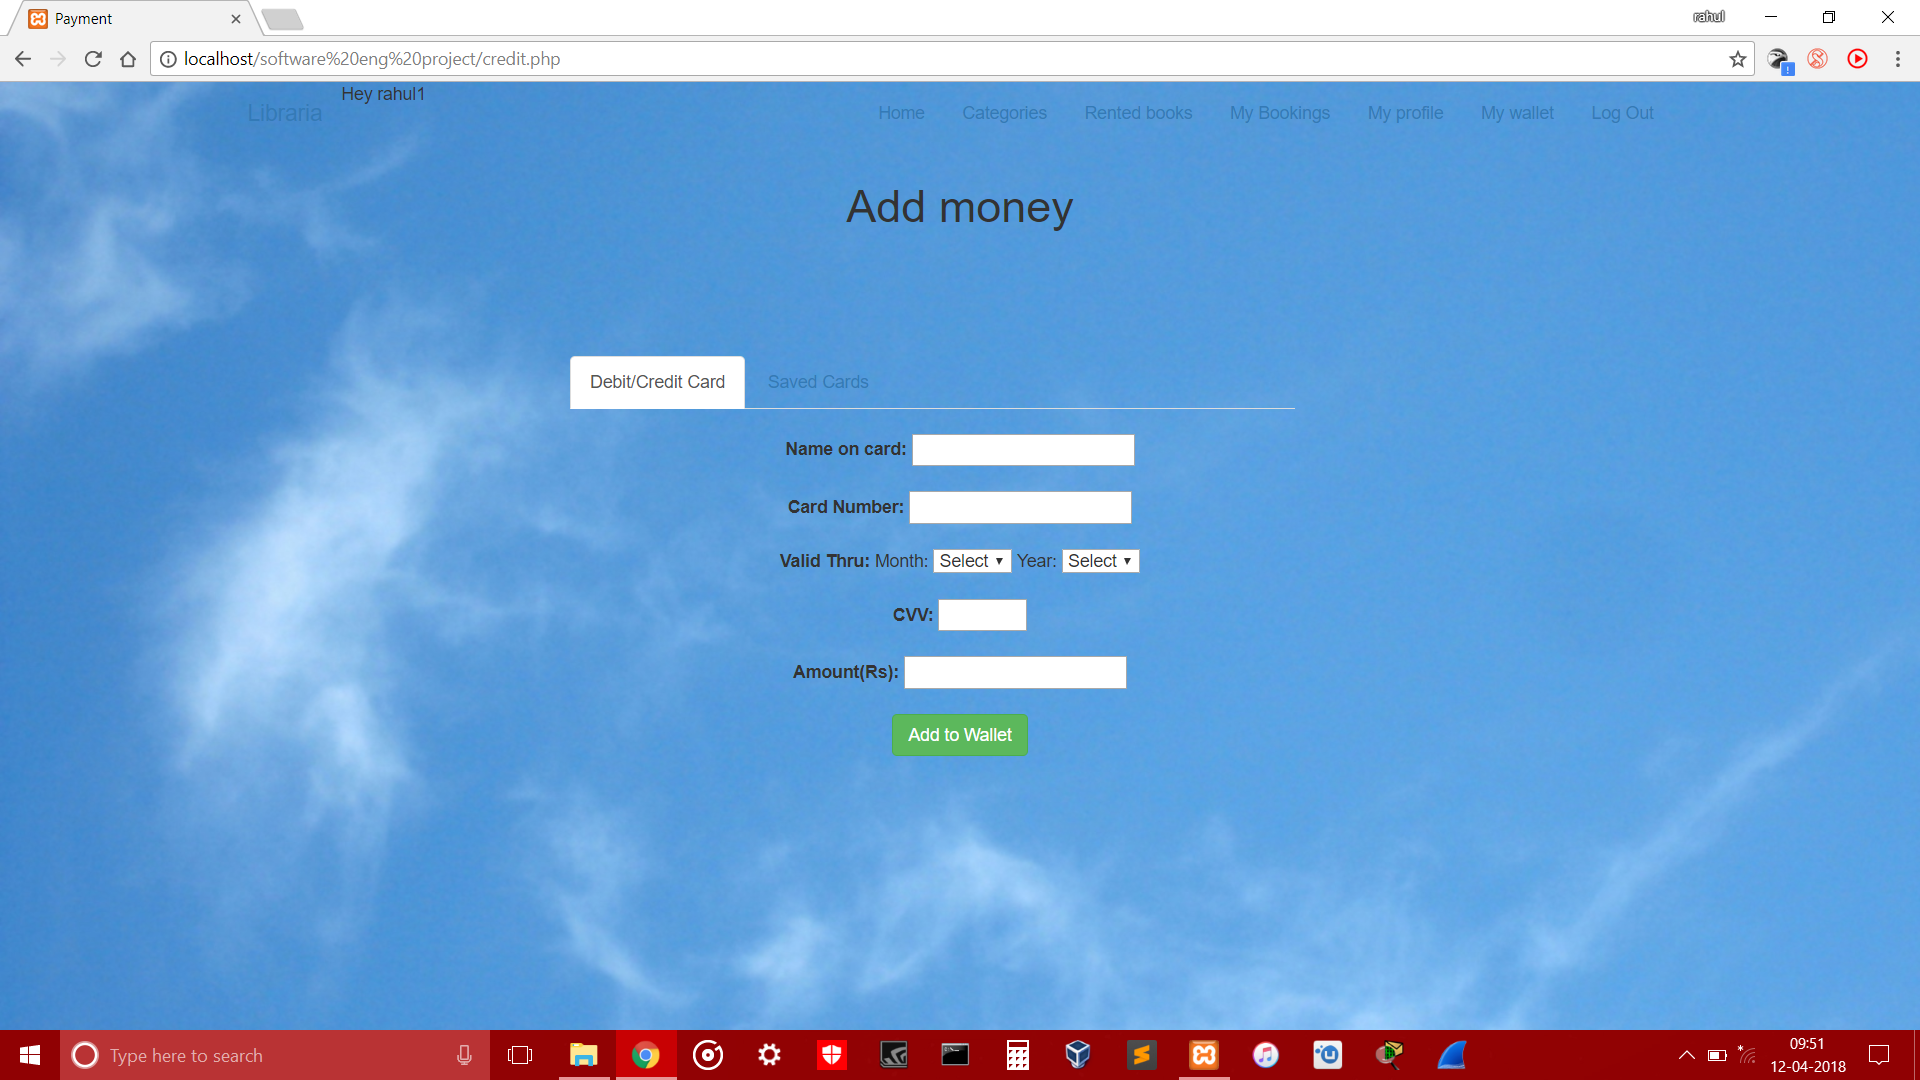 Payment
rahul
localhost/software%20eng%20project/credit.php
Hey rahul1
Libraria
Home Categories Rented books My Bookings My profile My wallet Log Out
Add money
Debit/Credit Card Saved Cards
Name on card:
Card Number:
Valid Thru: Month: Select Year: Select
CVV:
Amount(Rs):
Add to Wallet
Type here to search
09:51
12-04-2018